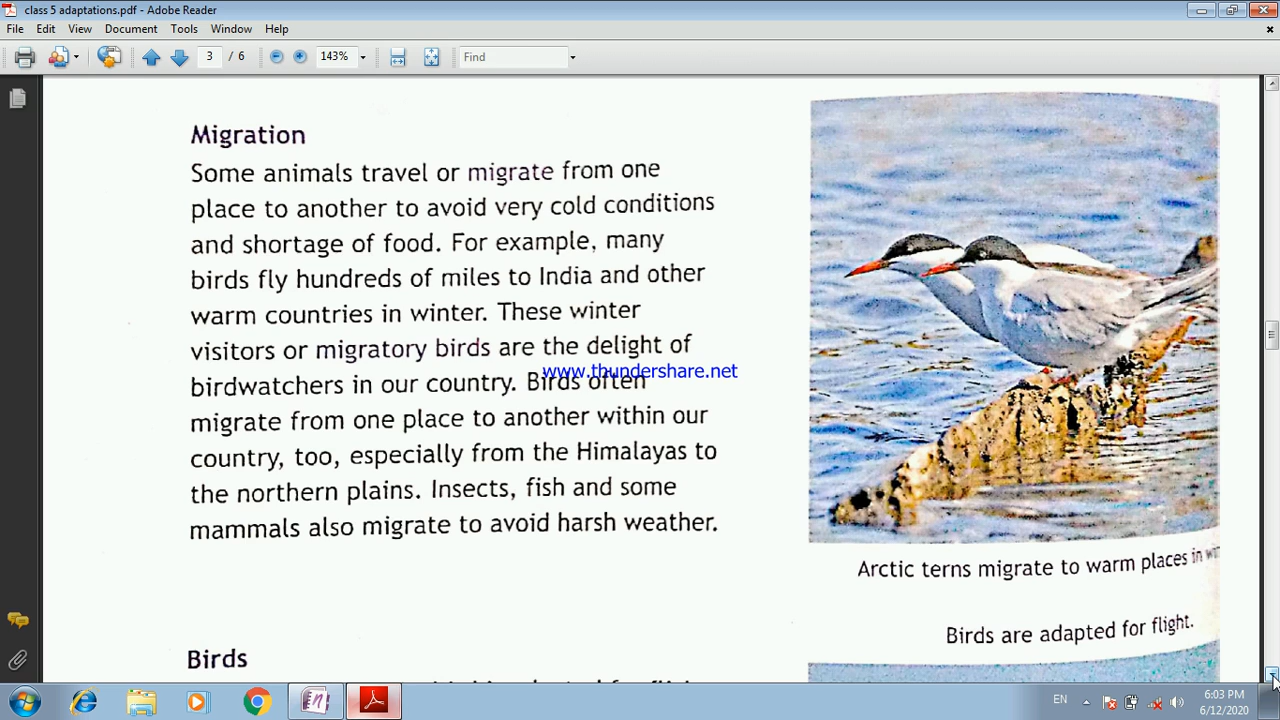 class 5 adaptations.pdf - Adobe Reader
File Edit View Document Tools Window Help
3 / 6 143% Find
Migration
Some animals travel or migrate from one
place to another to avoid very cold conditions
and shortage of food. For example, many
birds fly hundreds of miles to India and other
warm countries in winter. These winter
visitors or migratory birds are the delight of
www.thundershare.net
birdwatchers in our country. Birds often
migrate from one place to another within our
country, too, especially from the Himalayas to
the northern plains. Insects, fish and some
mammals also migrate to avoid harsh weather.
Arctic terns migrate to warm places in
Birds are adapted for flight.
Birds
EN
6:03 PM
6/12/2020